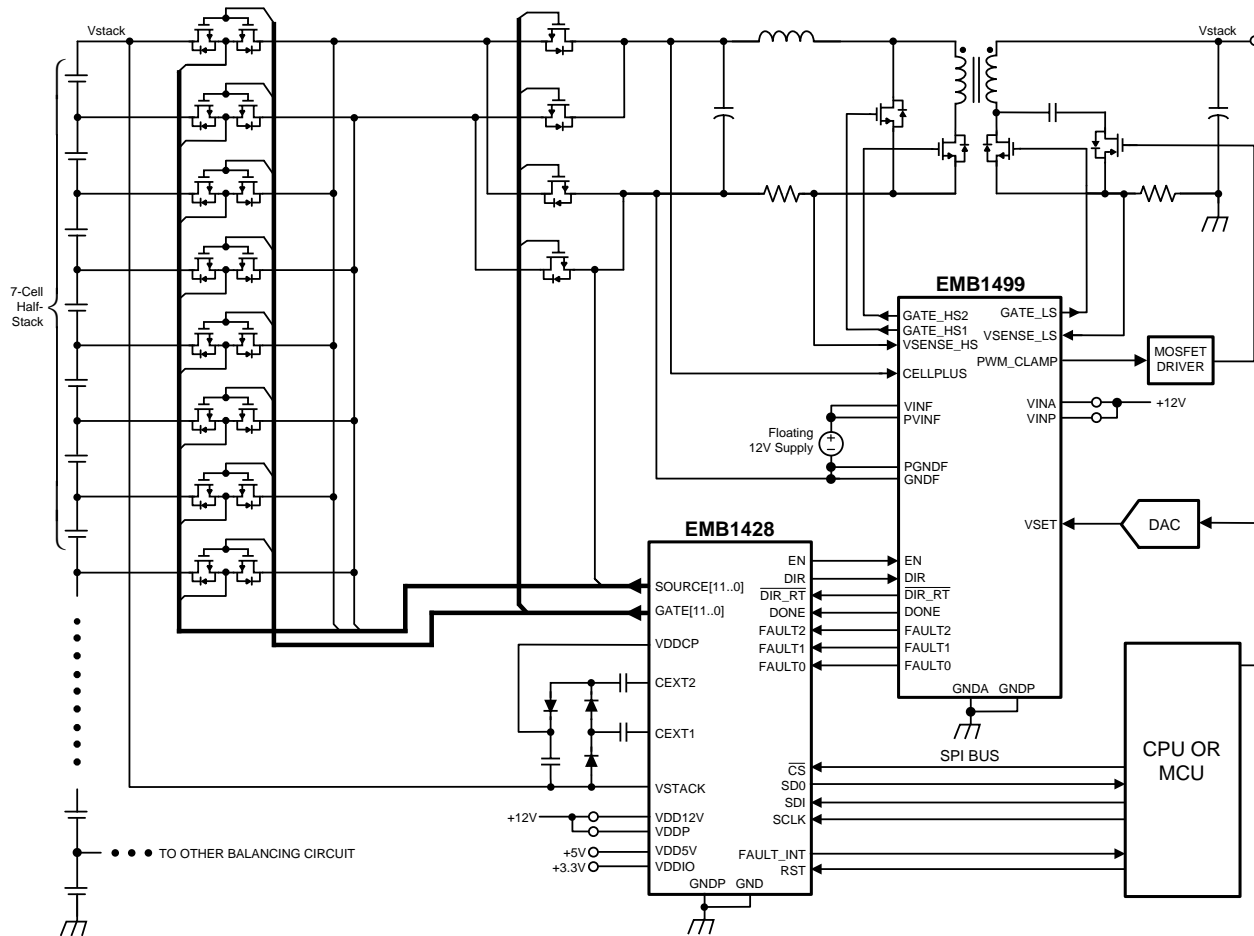 Vstack
Vstack
7-Cell
Half-
Stack
EMB1499
GATE_HS2
GATE_HS1
VSENSE_HS
CELLPLUS
VINF
PVINF
PGNDF
GNDF
GATE_LS
VSENSE_LS
PWM_CLAMP
VINA
VINP
VSET
MOSFET
DRIVER
+12V
Floating
12V Supply
DAC
EMB1428
SOURCE[11..0]
GATE[11..0]
VDDCP
CEXT2
CEXT1
VSTACK
VDD12V
VDDP
VDD5V
VDDIO
+12V
+5V
+3.3V
EN
DIR
DIR_RT
DONE
FAULT2
FAULT1
FAULT0
EN
DIR
DIR_RT
DONE
FAULT2
FAULT1
FAULT0
GNDA GNDP
SPI BUS
CS
SD0
SDI
SCLK
FAULT_INT
RST
GNDP GND
CPU OR
MCU
TO OTHER BALANCING CIRCUIT